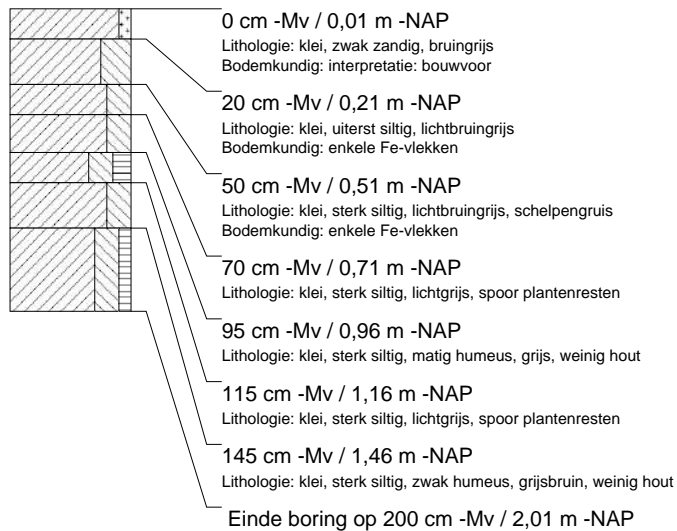 0 cm -Mv / 0,01 m -NAP
Lithologie: klei, zwak zandig, bruingrijs
Bodemkundig: interpretatie: bouwvoor
20 cm -Mv / 0,21 m -NAP
Lithologie: klei, uiterst siltig, lichtbruingrijs
Bodemkundig: enkele Fe-vlekken
50 cm -Mv / 0,51 m -NAP
Lithologie: klei, sterk siltig, lichtbruingrijs, schelpengruis
Bodemkundig: enkele Fe-vlekken
70 cm -Mv / 0,71 m -NAP
Lithologie: klei, sterk siltig, lichtgrijs, spoor plantenresten
95 cm -Mv / 0,96 m -NAP
Lithologie: klei, sterk siltig, matig humeus, grijs, weinig hout
115 cm -Mv / 1,16 m -NAP
Lithologie: klei, sterk siltig, lichtgrijs, spoor plantenresten
145 cm -Mv / 1,46 m -NAP
Lithologie: klei, sterk siltig, zwak humeus, grijsbruin, weinig hout
Einde boring op 200 cm -Mv / 2,01 m -NAP